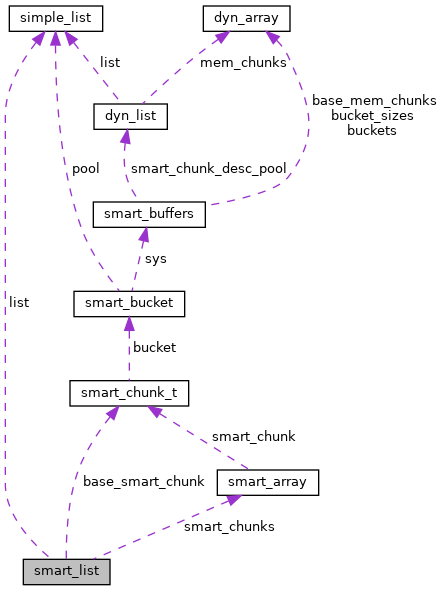 simple_list
dyn_array
list
mem_chunks
dyn_list
base_mem_chunks
bucket_sizes
buckets
pool
smart_chunk_desc_pool
smart_buffers
sys
smart_bucket
list
bucket
smart_chunk_t
smart_chunk
base_smart_chunk
smart_array
smart_chunks
smart_list